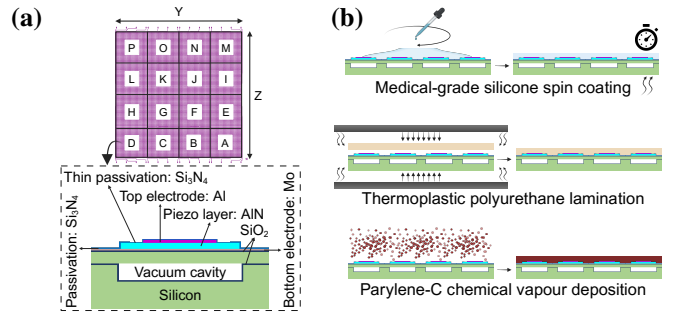 (a)
Y
P O N M
L K J I
H G F E
D C B A
Z
Thin passivation: Si₃N₄
Top electrode: Al
Piezo layer: AlN
SiO₂
Passivation: Si₃N₄
Bottom electrode: Mo
Vacuum cavity
Silicon
(b)
Medical-grade silicone spin coating
Thermoplastic polyurethane lamination
Parylene-C chemical vapour deposition